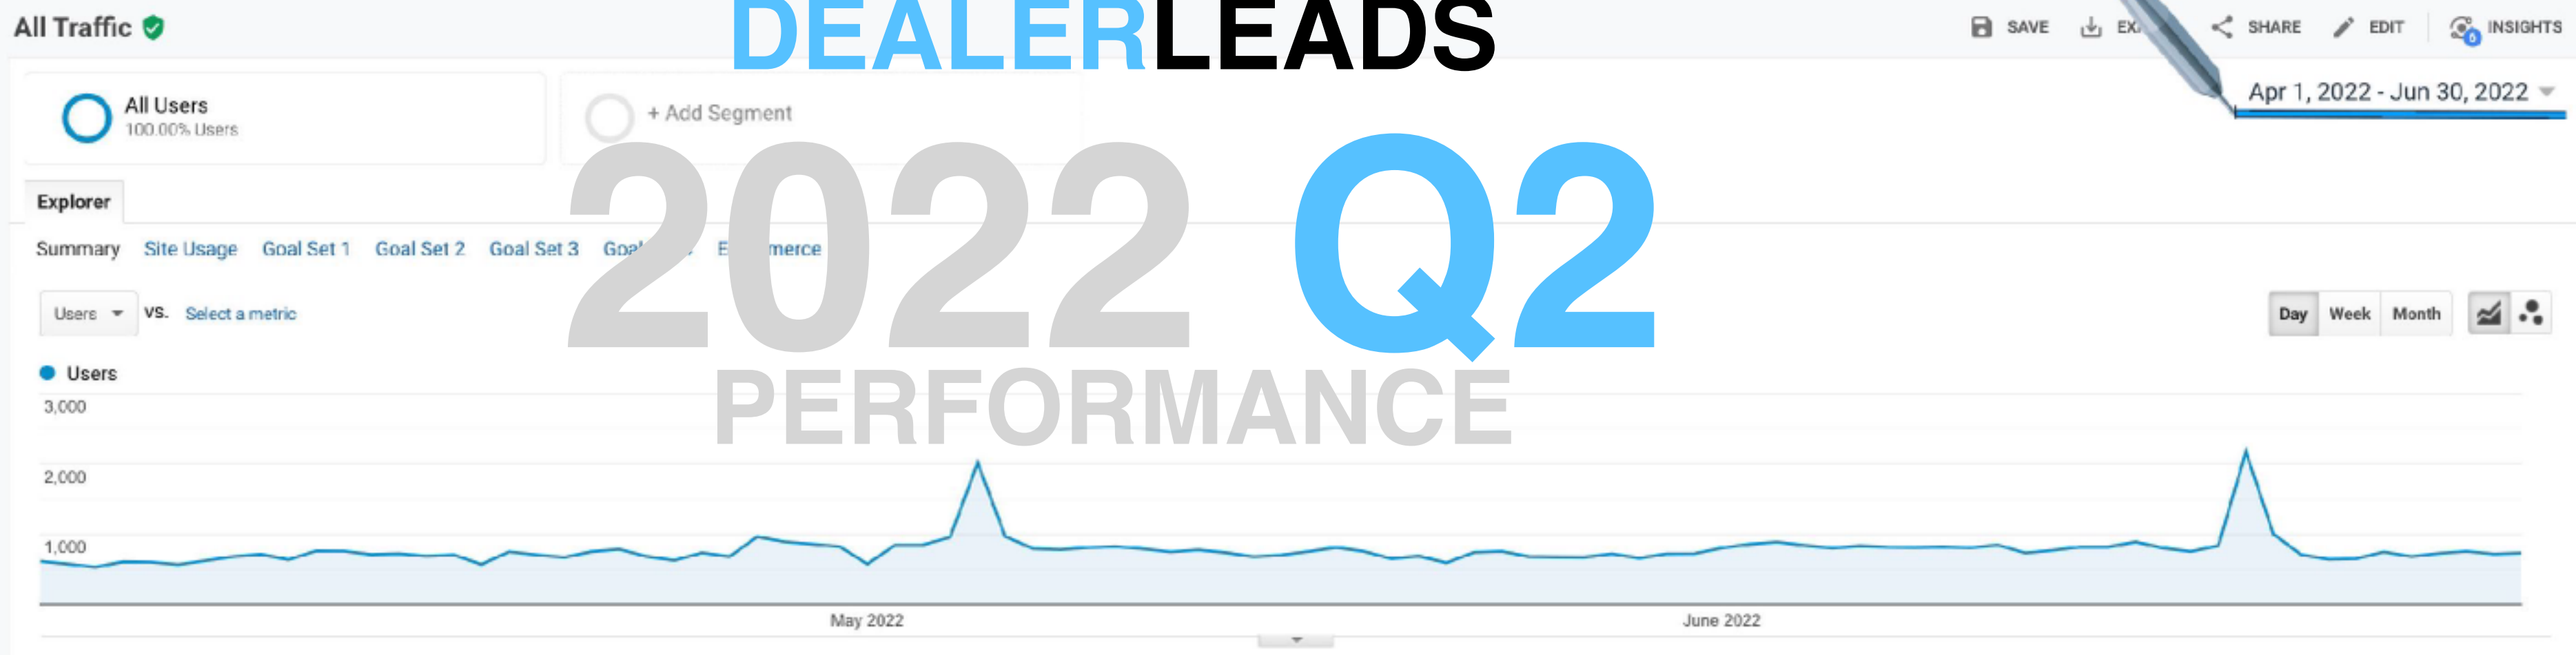 All Traffic
DEALERLEADS
SAVE
SHARE
EDIT
6
INSIGHTS
All Users
100.00% Users
+ Add Segment
Apr 1, 2022 - Jun 30, 2022
2022 Q2
Explorer
Summary Site Usage Goal Set 1 Goal Set 2 Goal Set 3
Users VS. Select a metric
Day Week Month
PERFORMANCE
Users
3,000
2,000
1,000
May 2022
June 2022